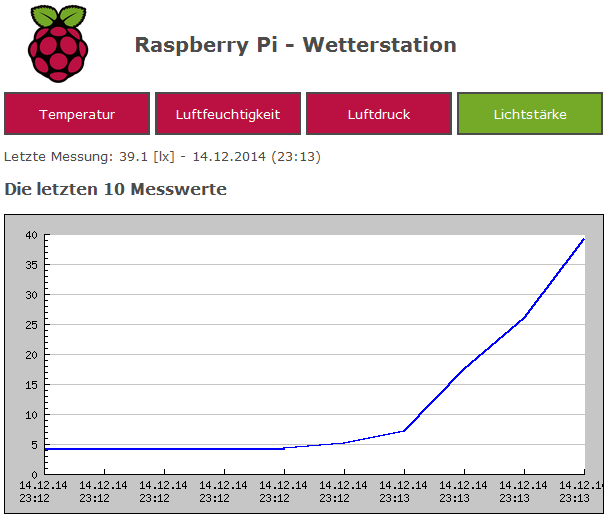 Raspberry Pi - Wetterstation
Temperatur Luftfeuchtigkeit Luftdruck Lichtstärke
Letzte Messung: 39.1 [lx] - 14.12.2014 (23:13)
Die letzten 10 Messwerte
40
35
30
25
20
15
10
5
0
14.12.14 14.12.14 14.12.14 14.12.14 14.12.14 14.12.14 14.12.14 14.12.14 14.12.14 14.12.1
23:12 23:12 23:12 23:12 23:12 23:12 23:13 23:13 23:13 23:13